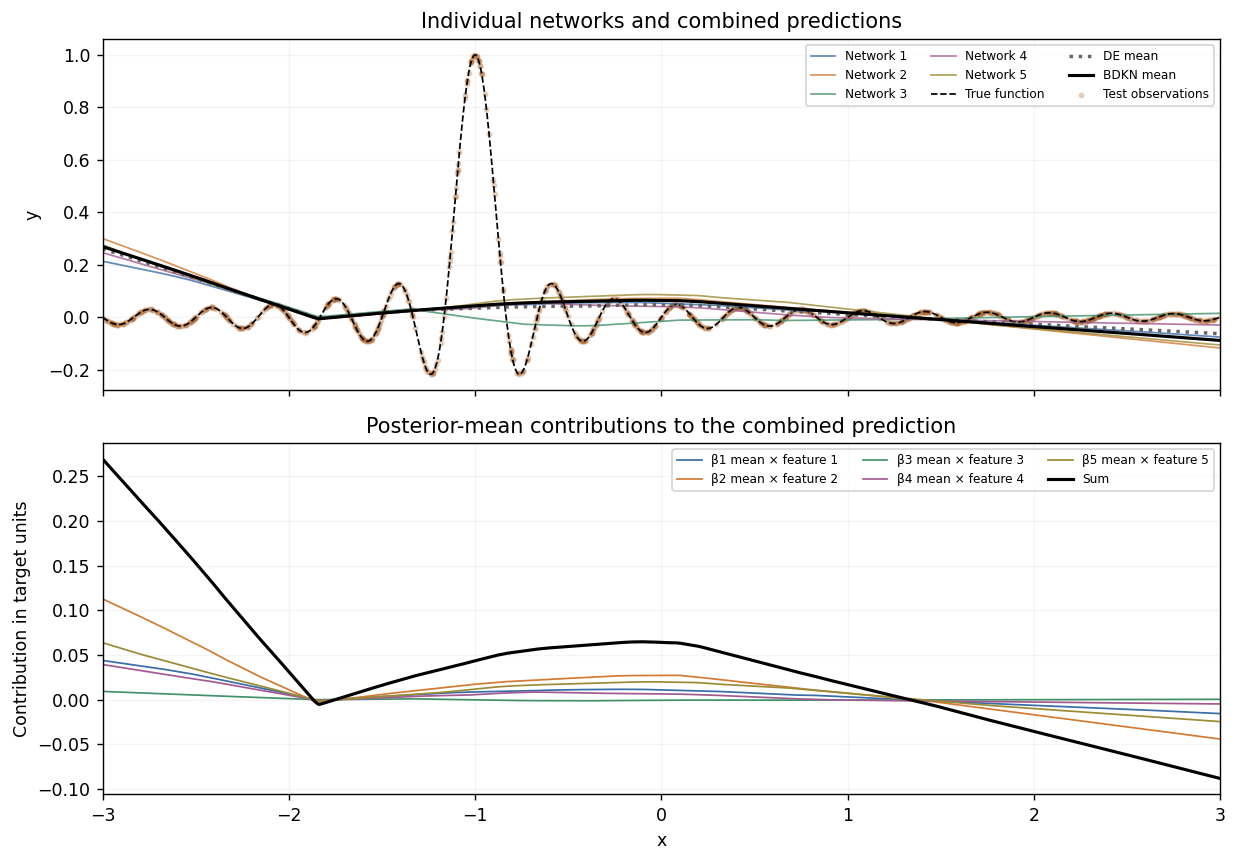 Individual networks and combined predictions
Network 1 Network 4 DE mean
Network 2 Network 5 BDKN mean
Network 3 True function Test observations
1.0
0.8
0.6
0.4
0.2
0.0
−0.2
y
Posterior-mean contributions to the combined prediction
β1 mean × feature 1 β3 mean × feature 3 β5 mean × feature 5
β2 mean × feature 2 β4 mean × feature 4 Sum
0.25
0.20
0.15
0.10
0.05
0.00
−0.05
−0.10
Contribution in target units
−3 −2 −1 0 1 2 3
x